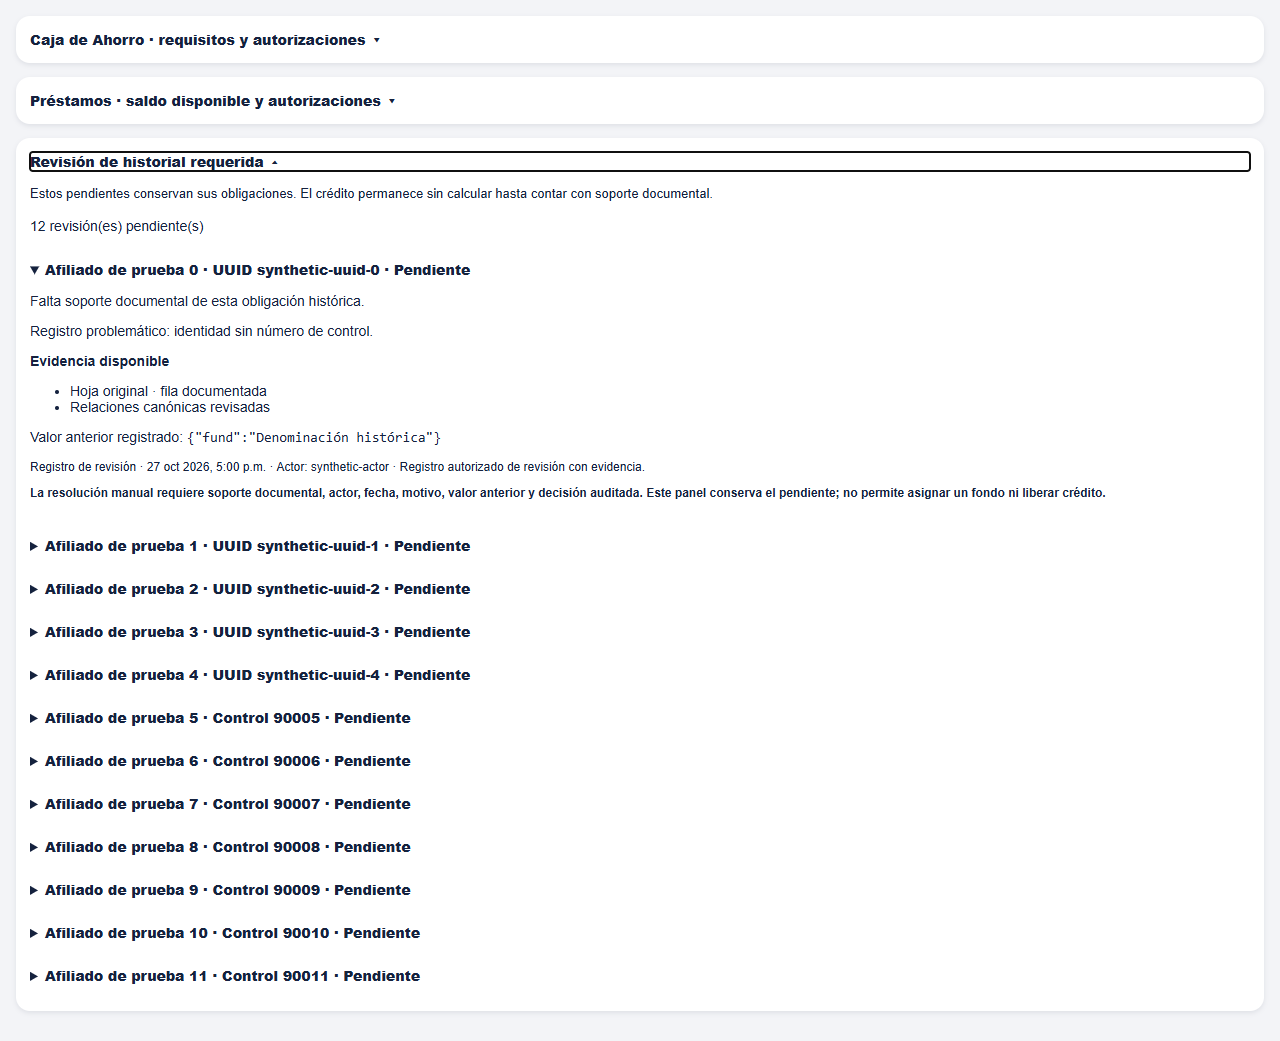 Caja de Ahorro · requisitos y autorizaciones ▾
Préstamos · saldo disponible y autorizaciones ▾
Revisión de historial requerida ▴
Estos pendientes conservan sus obligaciones. El crédito permanece sin calcular hasta contar con soporte documental.
12 revisión(es) pendiente(s)
▼ Afiliado de prueba 0 · UUID synthetic-uuid-0 · Pendiente
Falta soporte documental de esta obligación histórica.
Registro problemático: identidad sin número de control.
Evidencia disponible
• Hoja original · fila documentada
• Relaciones canónicas revisadas
Valor anterior registrado: {"fund":"Denominación histórica"}
Registro de revisión · 27 oct 2026, 5:00 p.m. · Actor: synthetic-actor · Registro autorizado de revisión con evidencia.
La resolución manual requiere soporte documental, actor, fecha, motivo, valor anterior y decisión auditada. Este panel conserva el pendiente; no permite asignar un fondo ni liberar crédito.
▶ Afiliado de prueba 1 · UUID synthetic-uuid-1 · Pendiente
▶ Afiliado de prueba 2 · UUID synthetic-uuid-2 · Pendiente
▶ Afiliado de prueba 3 · UUID synthetic-uuid-3 · Pendiente
▶ Afiliado de prueba 4 · UUID synthetic-uuid-4 · Pendiente
▶ Afiliado de prueba 5 · Control 90005 · Pendiente
▶ Afiliado de prueba 6 · Control 90006 · Pendiente
▶ Afiliado de prueba 7 · Control 90007 · Pendiente
▶ Afiliado de prueba 8 · Control 90008 · Pendiente
▶ Afiliado de prueba 9 · Control 90009 · Pendiente
▶ Afiliado de prueba 10 · Control 90010 · Pendiente
▶ Afiliado de prueba 11 · Control 90011 · Pendiente